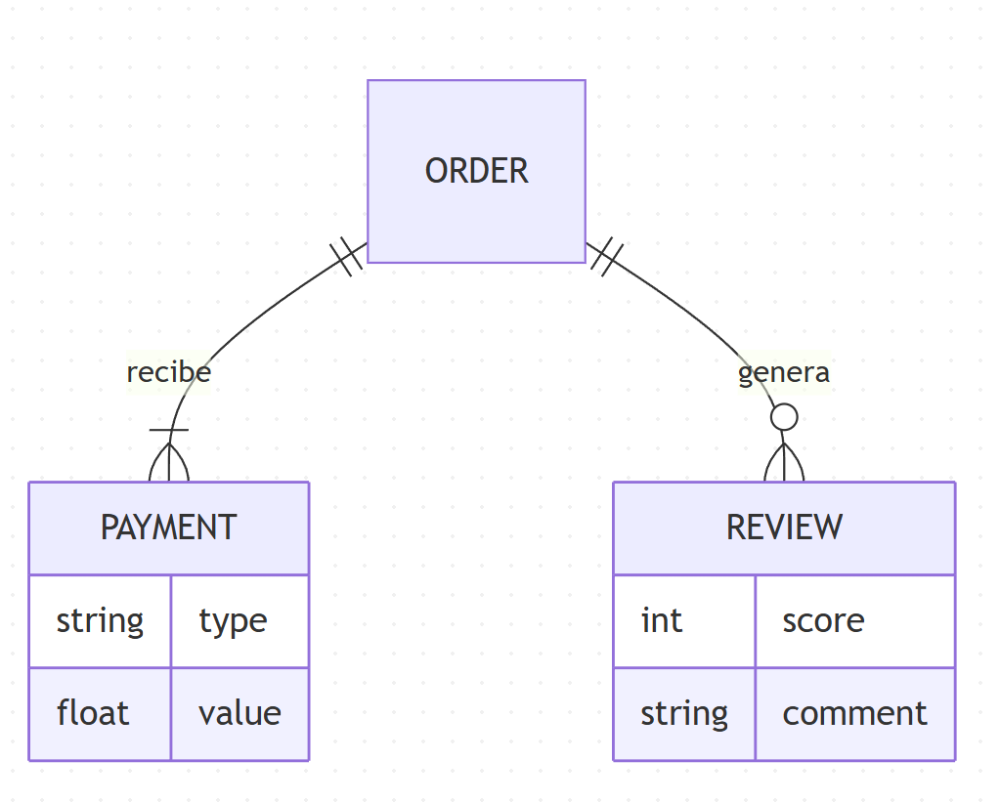 ORDER
recibe
genera
PAYMENT
string type
float value
REVIEW
int score
string comment